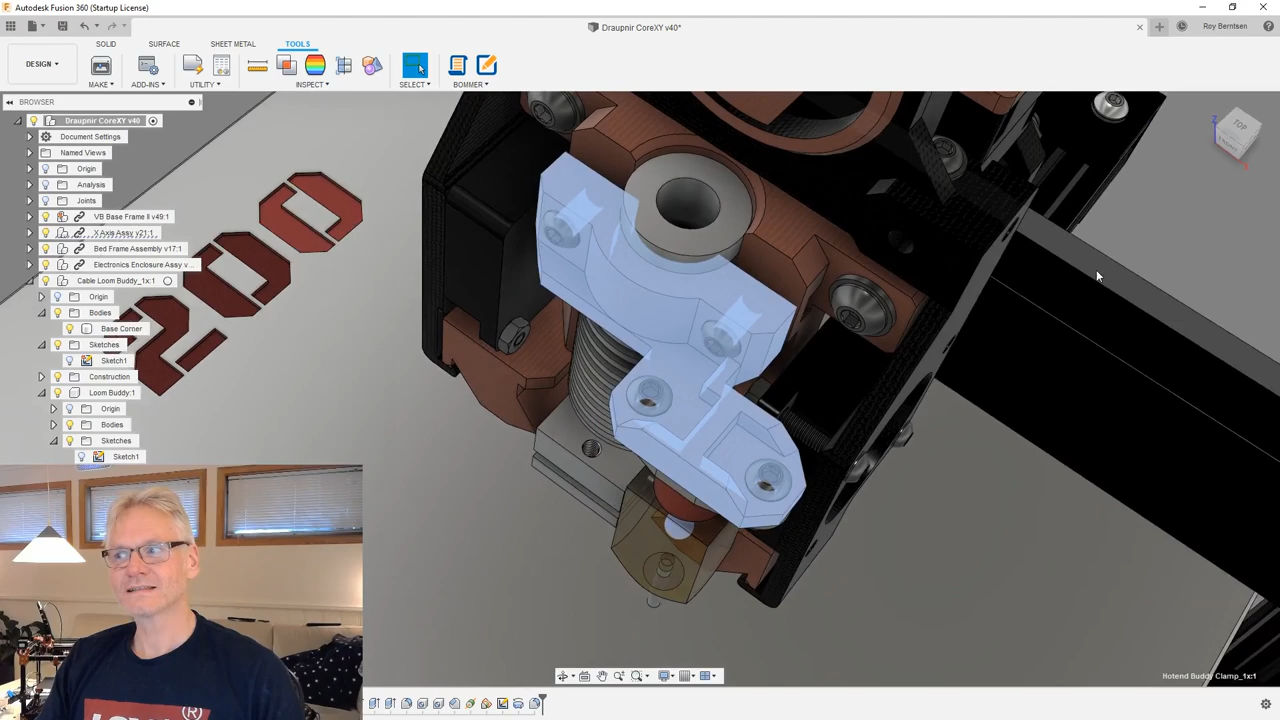 Autodesk Fusion 360 (Startup License)
Draupnir CoreXY v40*
Roy Berntsen
SOLID SURFACE SHEET METAL TOOLS
DESIGN
MAKE ADD-INS UTILITY INSPECT SELECT BOMMER
BROWSER
Draupnir CoreXY v40
Document Settings
Named Views
Origin
Analysis
Joints
VB Base Frame II v49:1
X Axis Assy v21:1
Bed Frame Assembly v17:1
Electronics Enclosure Assy v...
Cable Loom Buddy_1x:1
Origin
Bodies
Base Corner
Sketches
Sketch1
Construction
Loom Buddy:1
Origin
Bodies
Sketches
Sketch1
200
TOP
Z
Hotend Buddy Clamp_1x:1